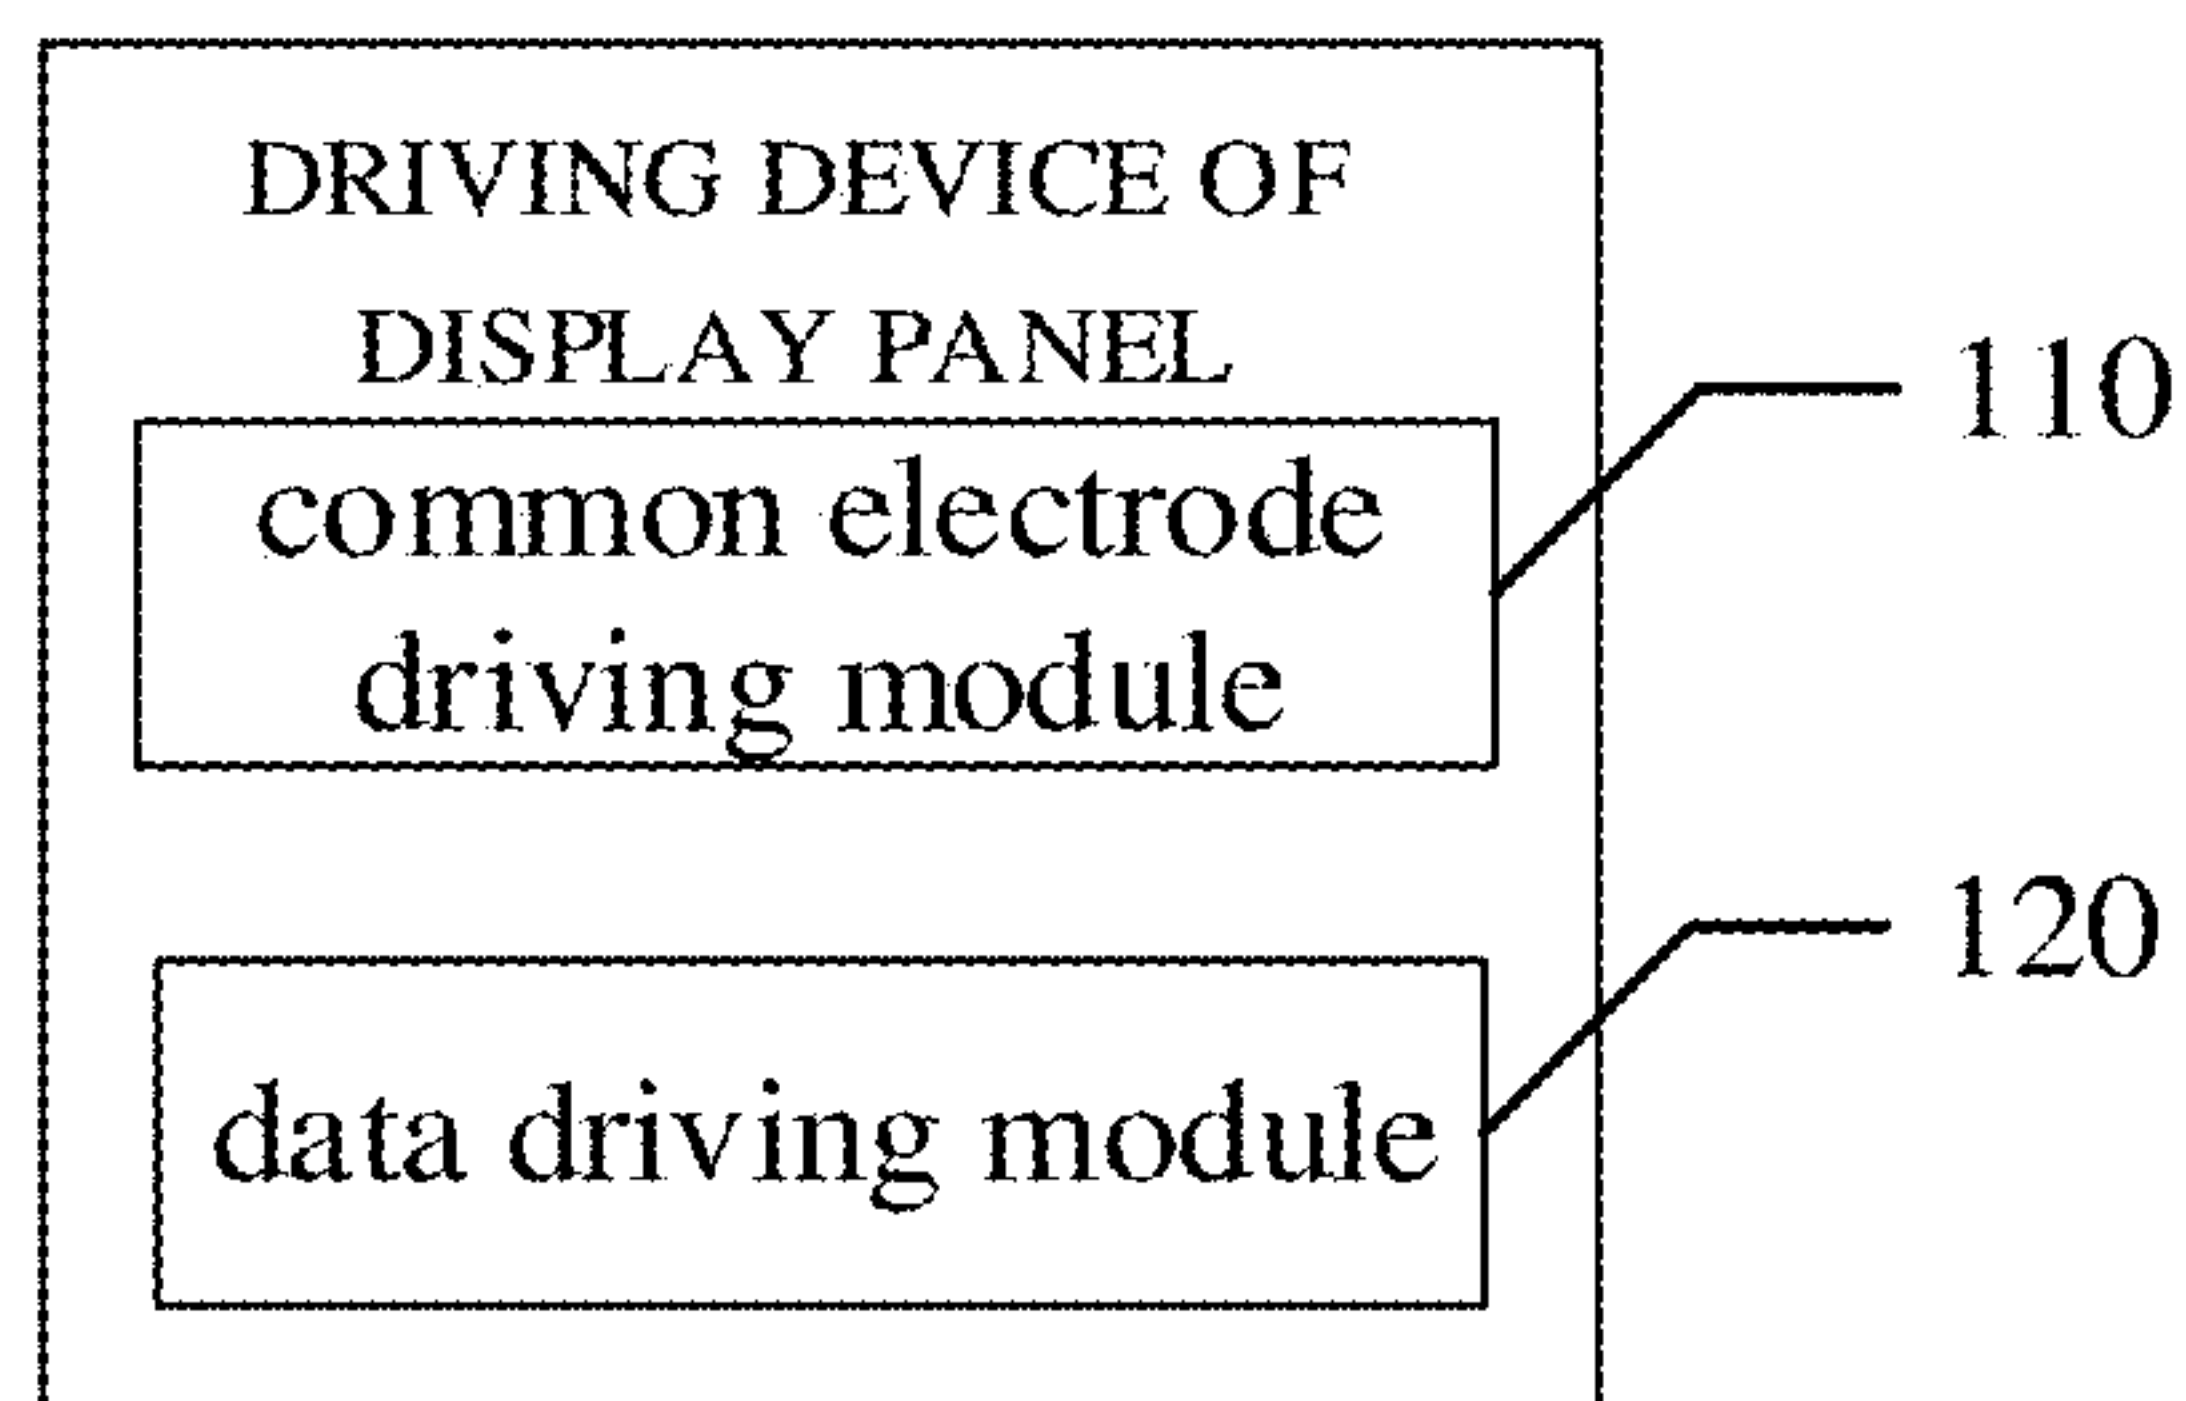 DRIVING DEVICE OF
DISPLAY PANEL
110
common electrode
driving module
120
data driving module